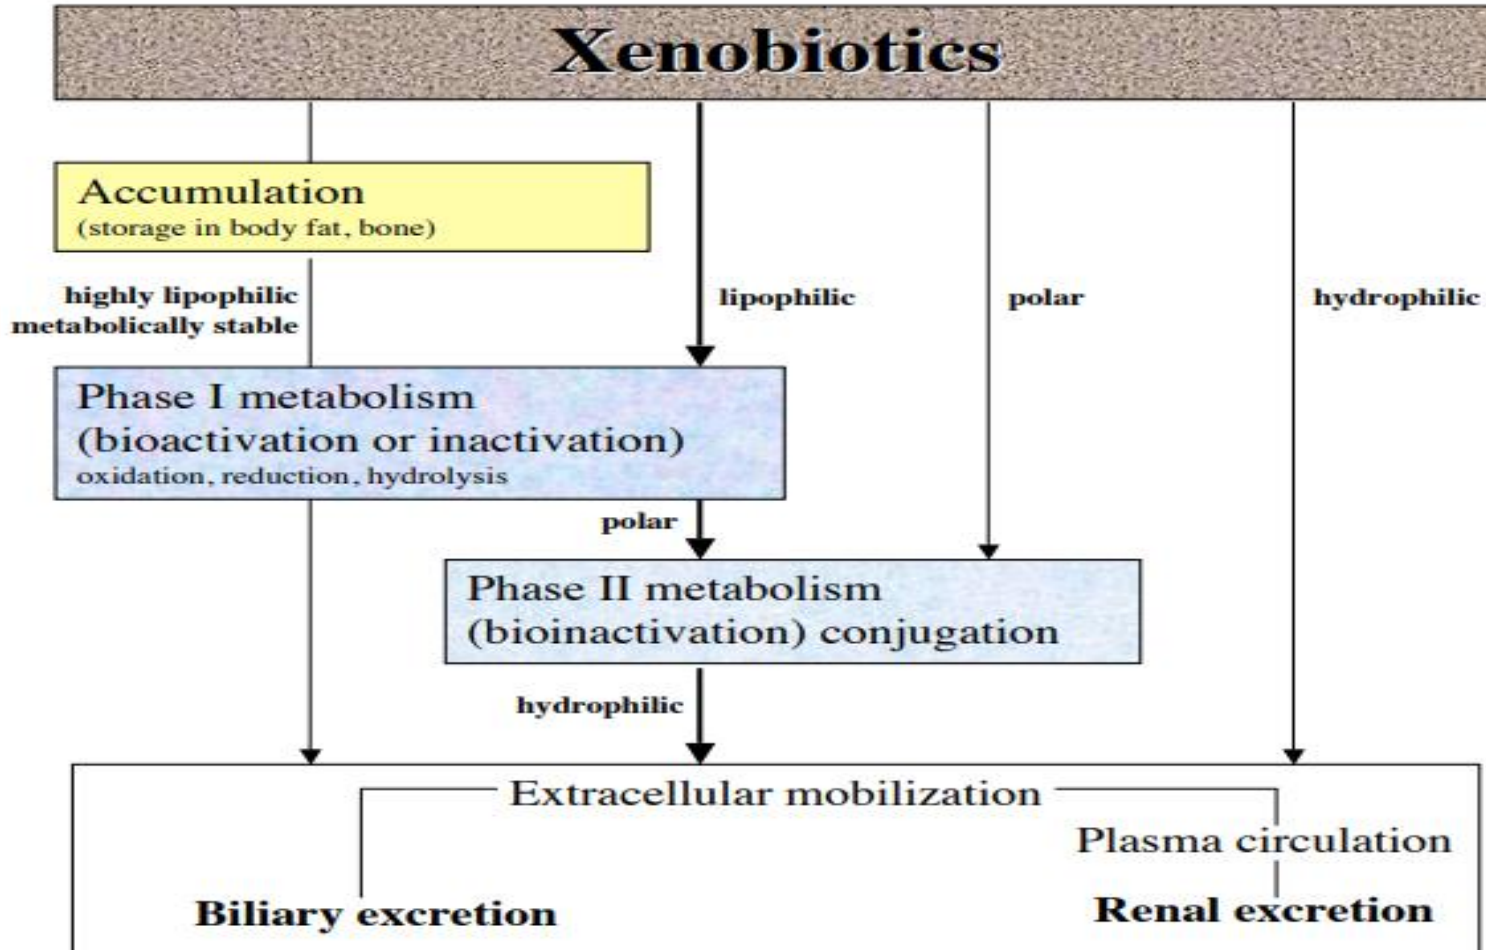 Xenobiotics
Accumulation
(storage in body fat, bone)
highly lipophilic
metabolically stable
lipophilic
polar
hydrophilic
Phase I metabolism
(bioactivation or inactivation)
oxidation, reduction, hydrolysis
polar
Phase II metabolism
(bioinactivation) conjugation
hydrophilic
Extracellular mobilization
Plasma circulation
Biliary excretion
Renal excretion